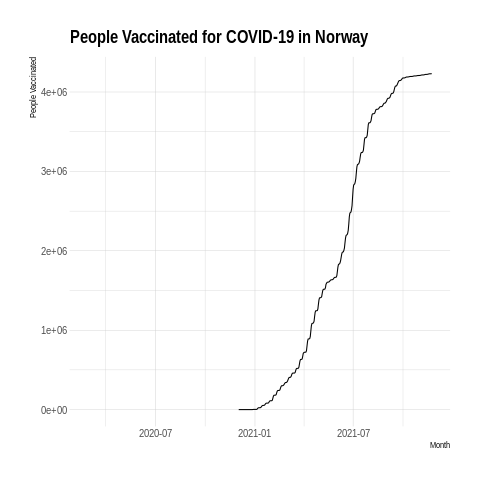 People Vaccinated for COVID-19 in Norway
People Vaccinated
4e+06
3e+06
2e+06
1e+06
0e+00
2020-07
2021-01
2021-07
Month